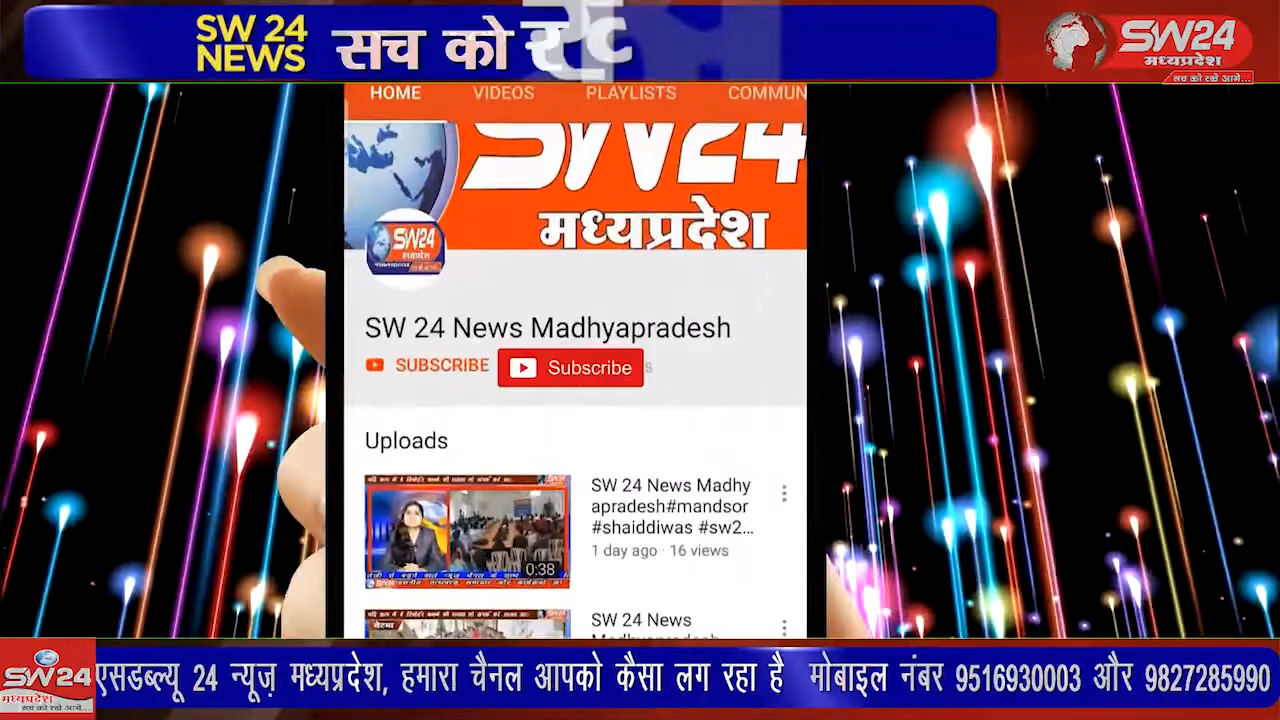 SW 24
NEWS
सच को
SW24
मध्यप्रदेश
सच को रखे आगे...
HOME VIDEOS PLAYLISTS COMMUN
SW24
मध्यप्रदेश
SW24
SW 24 News Madhyapradesh
SUBSCRIBE
Subscribe
Uploads
SW 24 News Madhy
apradesh#mandsor
#shaiddiwas #sw2...
1 day ago · 16 views
0:38
SW 24 News
Madhyapradesh
SW24
मध्यप्रदेश
सच को रखे आगे...
एसडब्ल्यू 24 न्यूज़ मध्यप्रदेश, हमारा चैनल आपको कैसा लग रहा है मोबाइल नंबर 9516930003 और 9827285990